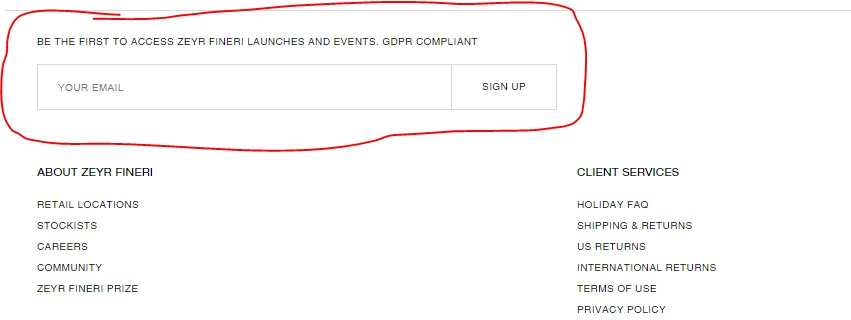 BE THE FIRST TO ACCESS ZEYR FINERI LAUNCHES AND EVENTS. GDPR COMPLIANT
YOUR EMAIL
SIGN UP
ABOUT ZEYR FINERI
RETAIL LOCATIONS
STOCKISTS
CAREERS
COMMUNITY
ZEYR FINERI PRIZE
CLIENT SERVICES
HOLIDAY FAQ
SHIPPING & RETURNS
US RETURNS
INTERNATIONAL RETURNS
TERMS OF USE
PRIVACY POLICY